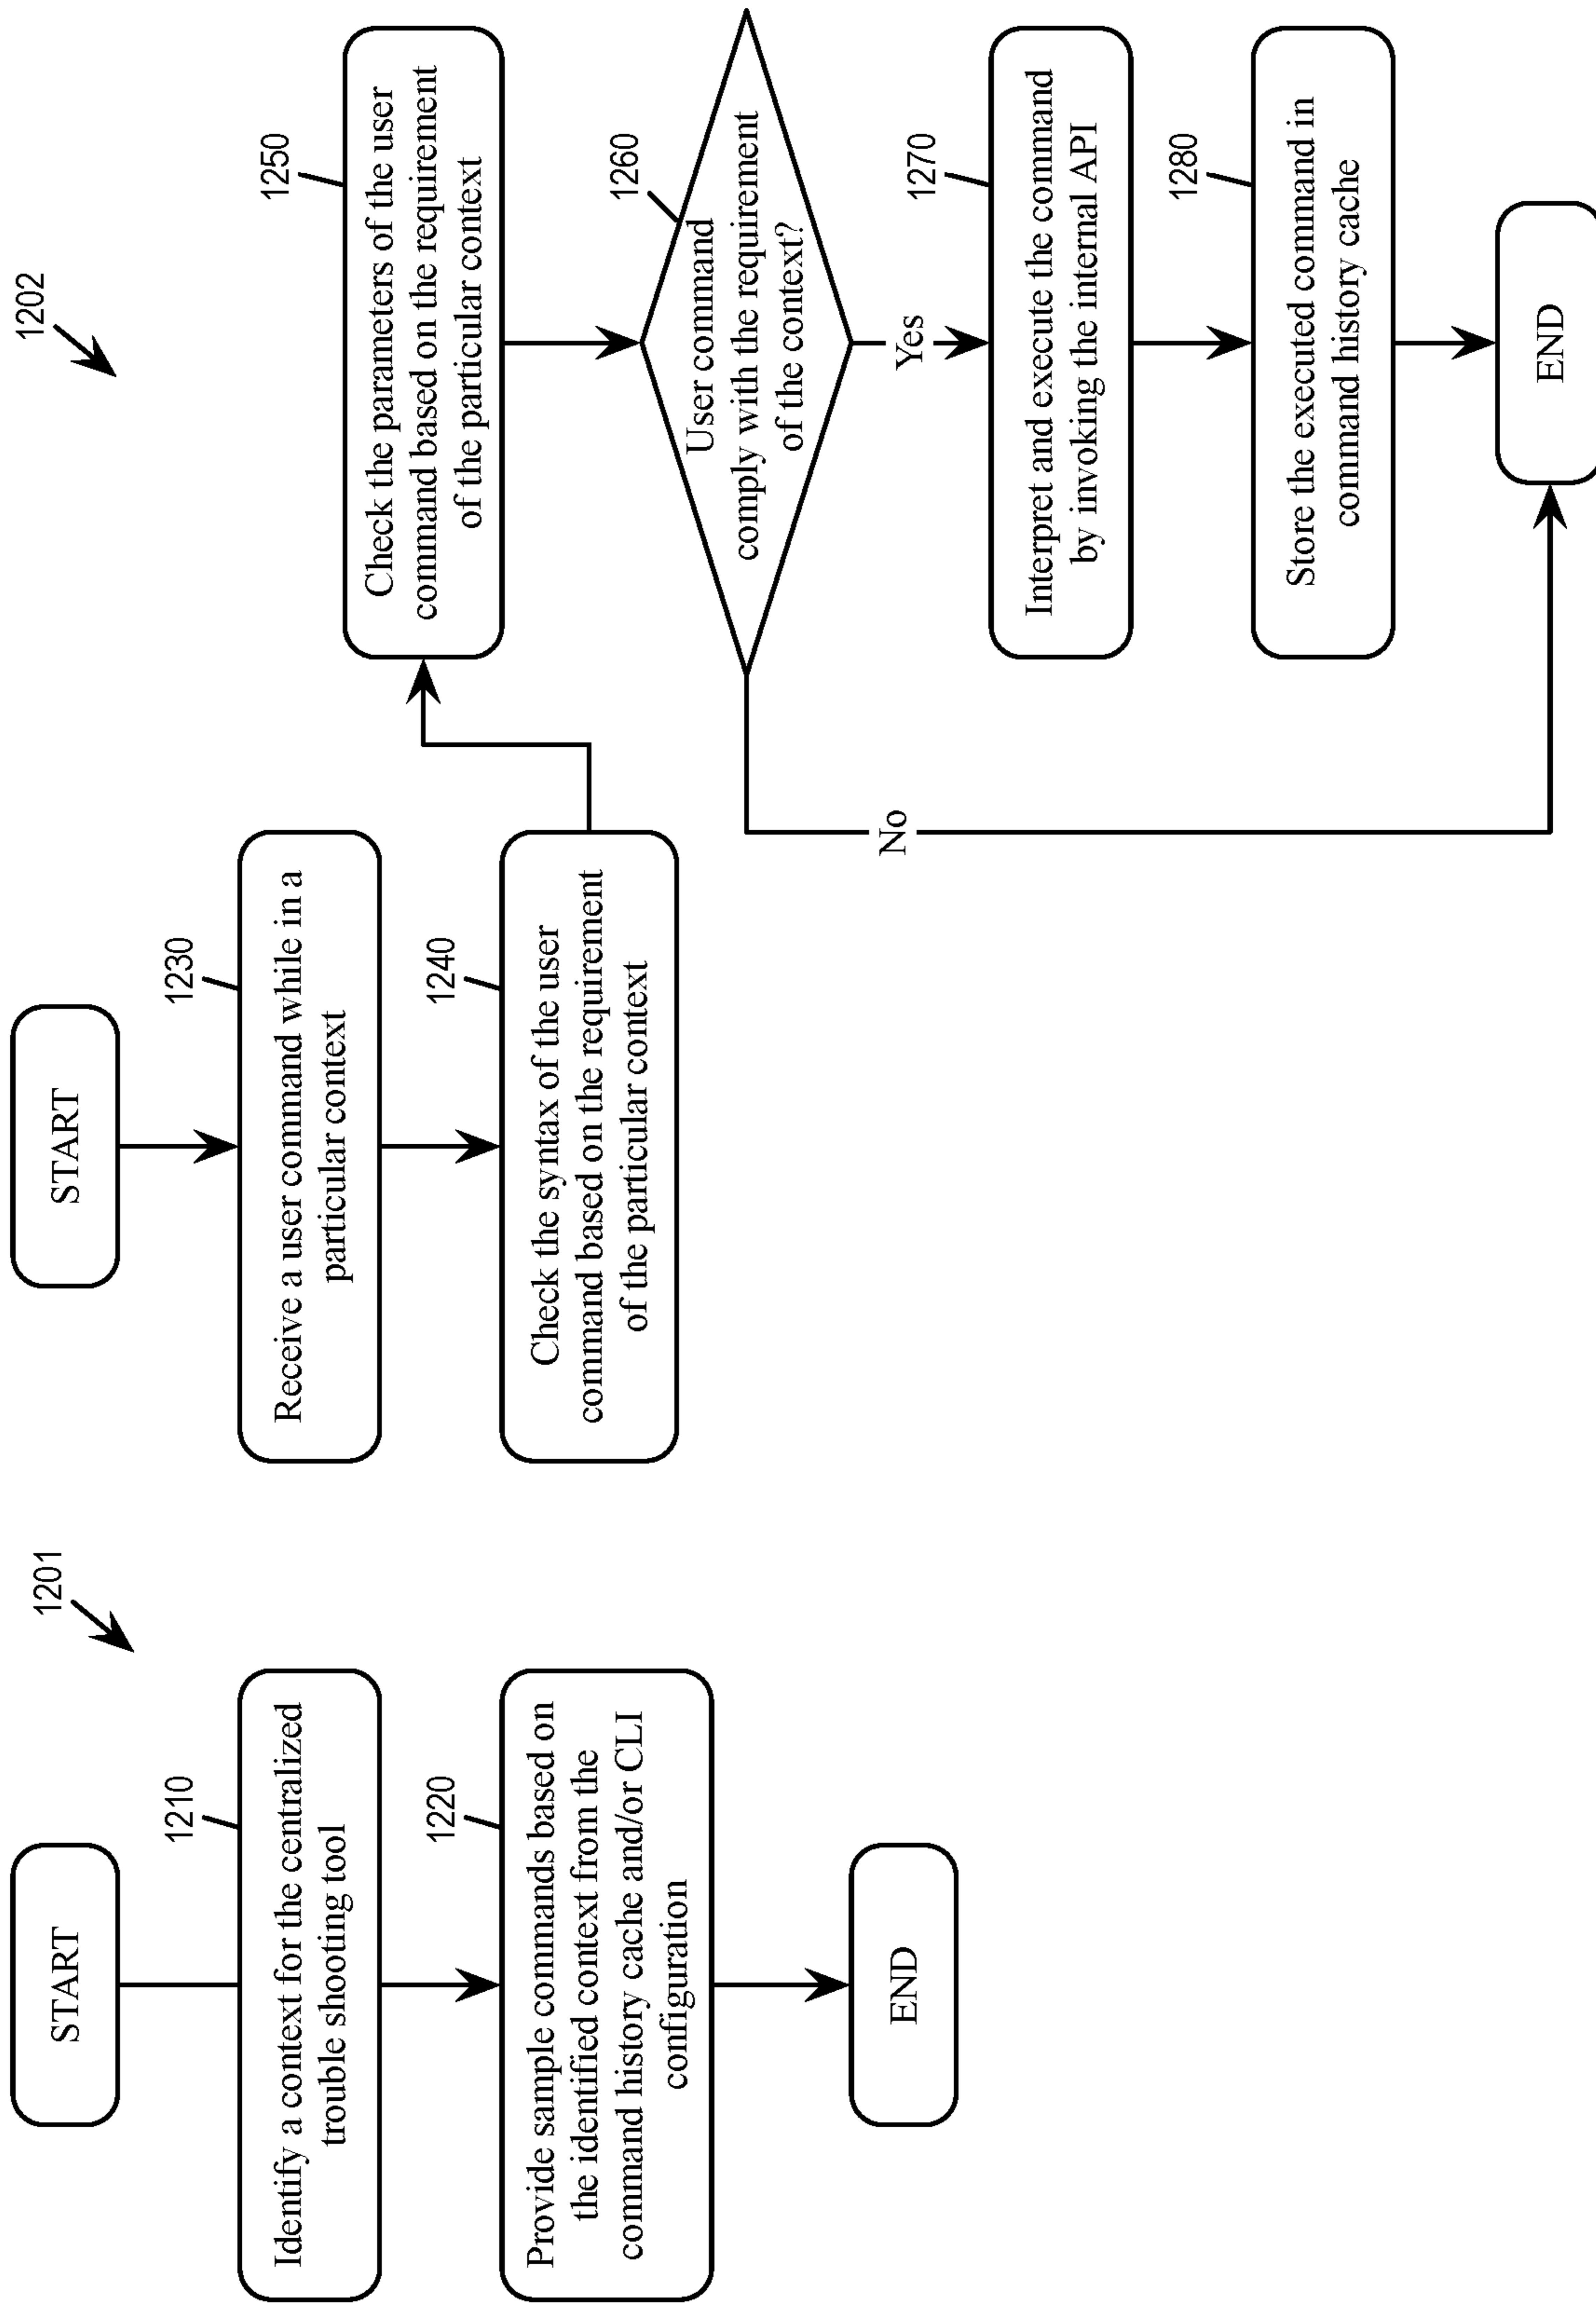 1201
START
1210
Identify a context for the centralized
trouble shooting tool
1220
Provide sample commands based on
the identified context from the
command history cache and/or CLI
configuration
END
1202
START
1230
Receive a user command while in a
particular context
1240
Check the syntax of the user
command based on the requirement
of the particular context
1250
Check the parameters of the user
command based on the requirement
of the particular context
1260
User command
comply with the requirement
of the context?
Yes
No
1270
Interpret and execute the command
by invoking the internal API
1280
Store the executed command in
command history cache
END